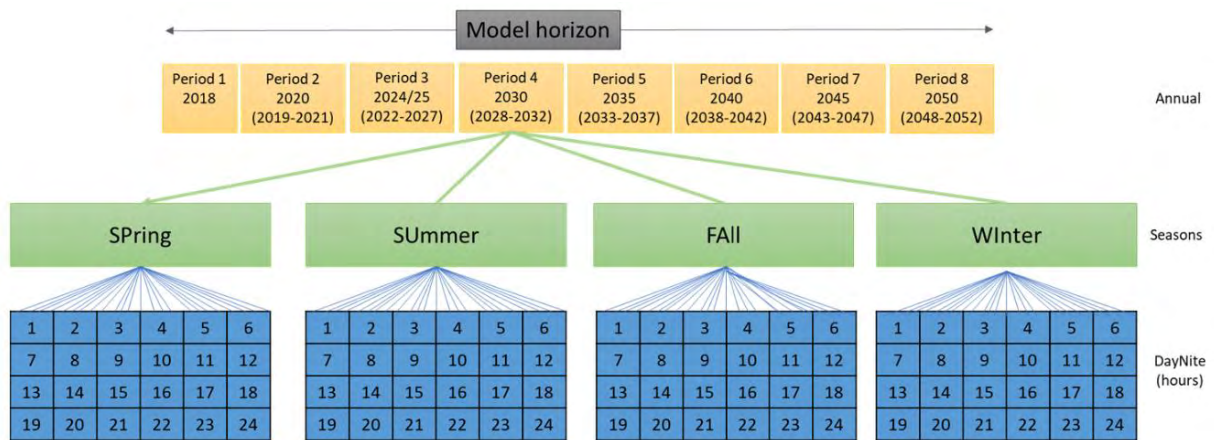 Model horizon
Period 1
2018
Period 2
2020
(2019-2021)
Period 3
2024/25
(2022-2027)
Period 4
2030
(2028-2032)
Period 5
2035
(2033-2037)
Period 6
2040
(2038-2042)
Period 7
2045
(2043-2047)
Period 8
2050
(2048-2052)
Annual
SPring
SUmmer
FAll
WInter
Seasons
1 2 3 4 5 6
7 8 9 10 11 12
13 14 15 16 17 18
19 20 21 22 23 24
1 2 3 4 5 6
7 8 9 10 11 12
13 14 15 16 17 18
19 20 21 22 23 24
1 2 3 4 5 6
7 8 9 10 11 12
13 14 15 16 17 18
19 20 21 22 23 24
1 2 3 4 5 6
7 8 9 10 11 12
13 14 15 16 17 18
19 20 21 22 23 24
DayNite
(hours)